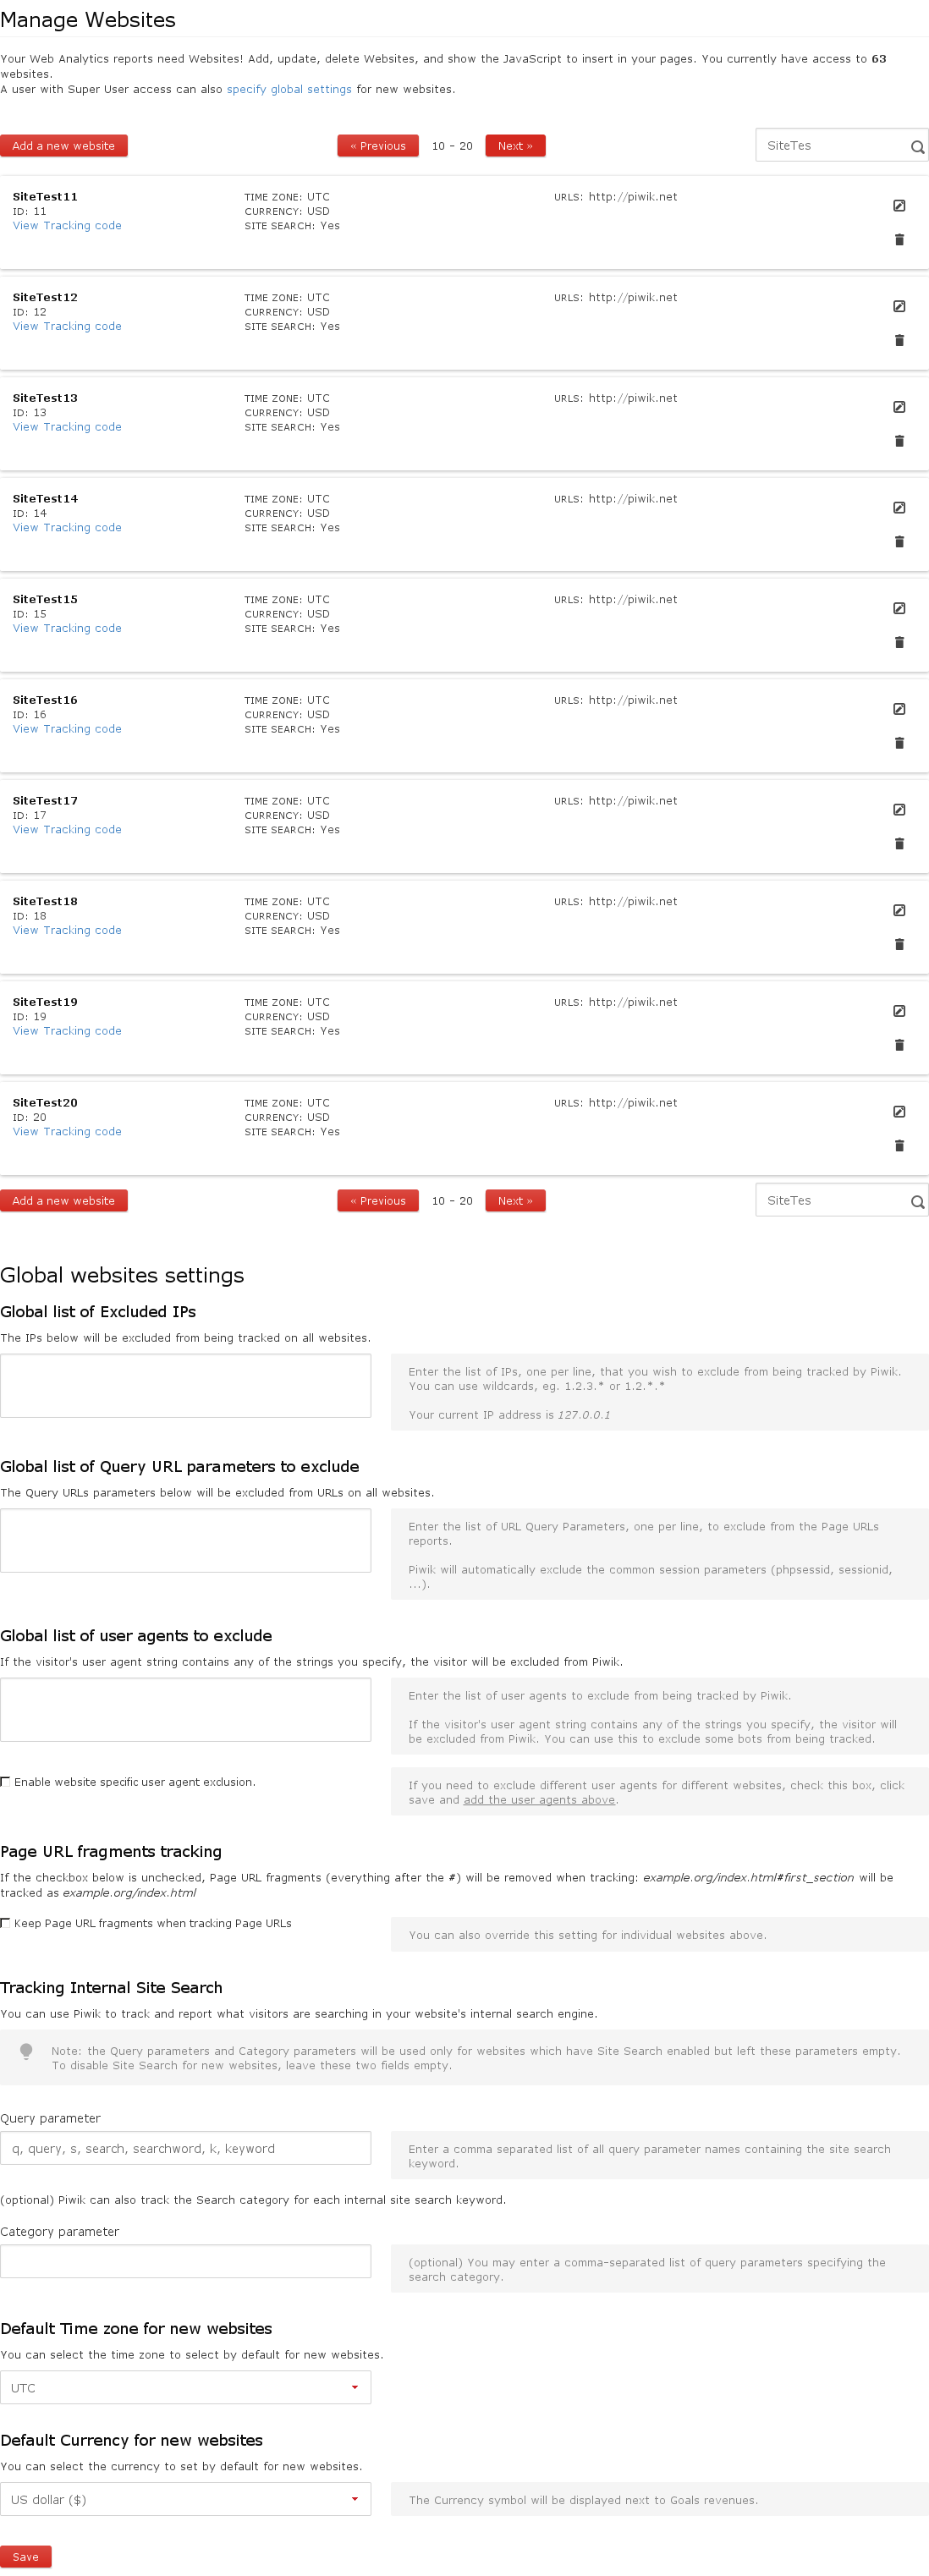 Manage Websites
Your Web Analytics reports need Websites! Add, update, delete Websites, and show the JavaScript to insert in your pages. You currently have access to 63
websites.
A user with Super User access can also specify global settings for new websites.
Add a new website « Previous 10 - 20 Next » SiteTes
SiteTest11 TIME ZONE: UTC URLS: http://piwik.net
ID: 11 CURRENCY: USD
View Tracking code SITE SEARCH: Yes
SiteTest12 TIME ZONE: UTC URLS: http://piwik.net
ID: 12 CURRENCY: USD
View Tracking code SITE SEARCH: Yes
SiteTest13 TIME ZONE: UTC URLS: http://piwik.net
ID: 13 CURRENCY: USD
View Tracking code SITE SEARCH: Yes
SiteTest14 TIME ZONE: UTC URLS: http://piwik.net
ID: 14 CURRENCY: USD
View Tracking code SITE SEARCH: Yes
SiteTest15 TIME ZONE: UTC URLS: http://piwik.net
ID: 15 CURRENCY: USD
View Tracking code SITE SEARCH: Yes
SiteTest16 TIME ZONE: UTC URLS: http://piwik.net
ID: 16 CURRENCY: USD
View Tracking code SITE SEARCH: Yes
SiteTest17 TIME ZONE: UTC URLS: http://piwik.net
ID: 17 CURRENCY: USD
View Tracking code SITE SEARCH: Yes
SiteTest18 TIME ZONE: UTC URLS: http://piwik.net
ID: 18 CURRENCY: USD
View Tracking code SITE SEARCH: Yes
SiteTest19 TIME ZONE: UTC URLS: http://piwik.net
ID: 19 CURRENCY: USD
View Tracking code SITE SEARCH: Yes
SiteTest20 TIME ZONE: UTC URLS: http://piwik.net
ID: 20 CURRENCY: USD
View Tracking code SITE SEARCH: Yes
Add a new website « Previous 10 - 20 Next » SiteTes
Global websites settings
Global list of Excluded IPs
The IPs below will be excluded from being tracked on all websites.
Enter the list of IPs, one per line, that you wish to exclude from being tracked by Piwik.
You can use wildcards, eg. 1.2.3.* or 1.2.*.*
Your current IP address is 127.0.0.1
Global list of Query URL parameters to exclude
The Query URLs parameters below will be excluded from URLs on all websites.
Enter the list of URL Query Parameters, one per line, to exclude from the Page URLs
reports.
Piwik will automatically exclude the common session parameters (phpsessid, sessionid,
...).
Global list of user agents to exclude
If the visitor's user agent string contains any of the strings you specify, the visitor will be excluded from Piwik.
Enter the list of user agents to exclude from being tracked by Piwik.
If the visitor's user agent string contains any of the strings you specify, the visitor will
be excluded from Piwik. You can use this to exclude some bots from being tracked.
Enable website specific user agent exclusion.
If you need to exclude different user agents for different websites, check this box, click
save and add the user agents above.
Page URL fragments tracking
If the checkbox below is unchecked, Page URL fragments (everything after the #) will be removed when tracking: example.org/index.html#first_section will be
tracked as example.org/index.html
Keep Page URL fragments when tracking Page URLs
You can also override this setting for individual websites above.
Tracking Internal Site Search
You can use Piwik to track and report what visitors are searching in your website's internal search engine.
Note: the Query parameters and Category parameters will be used only for websites which have Site Search enabled but left these parameters empty.
To disable Site Search for new websites, leave these two fields empty.
Query parameter
q, query, s, search, searchword, k, keyword
Enter a comma separated list of all query parameter names containing the site search
keyword.
(optional) Piwik can also track the Search category for each internal site search keyword.
Category parameter
(optional) You may enter a comma-separated list of query parameters specifying the
search category.
Default Time zone for new websites
You can select the time zone to select by default for new websites.
UTC
Default Currency for new websites
You can select the currency to set by default for new websites.
US dollar ($)
The Currency symbol will be displayed next to Goals revenues.
Save